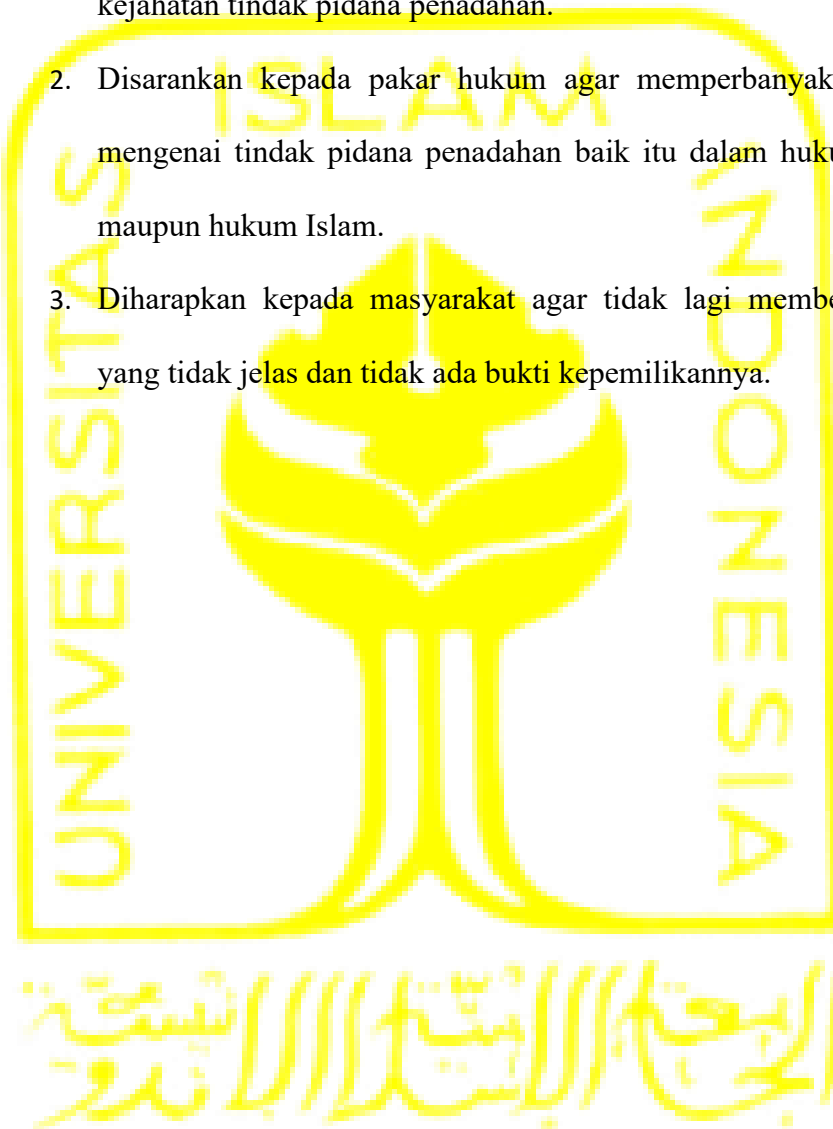 kejahatan tindak pidana penadahan.
2. Disarankan kepada pakar hukum agar memperbanyak
mengenai tindak pidana penadahan baik itu dalam
maupun hukum Islam.
3. Diharapkan kepada masyarakat agar tidak lagi
yang tidak jelas dan tidak ada bukti kepemilikannya.
ISLAM
UNIVERSITAS
INDONESIA